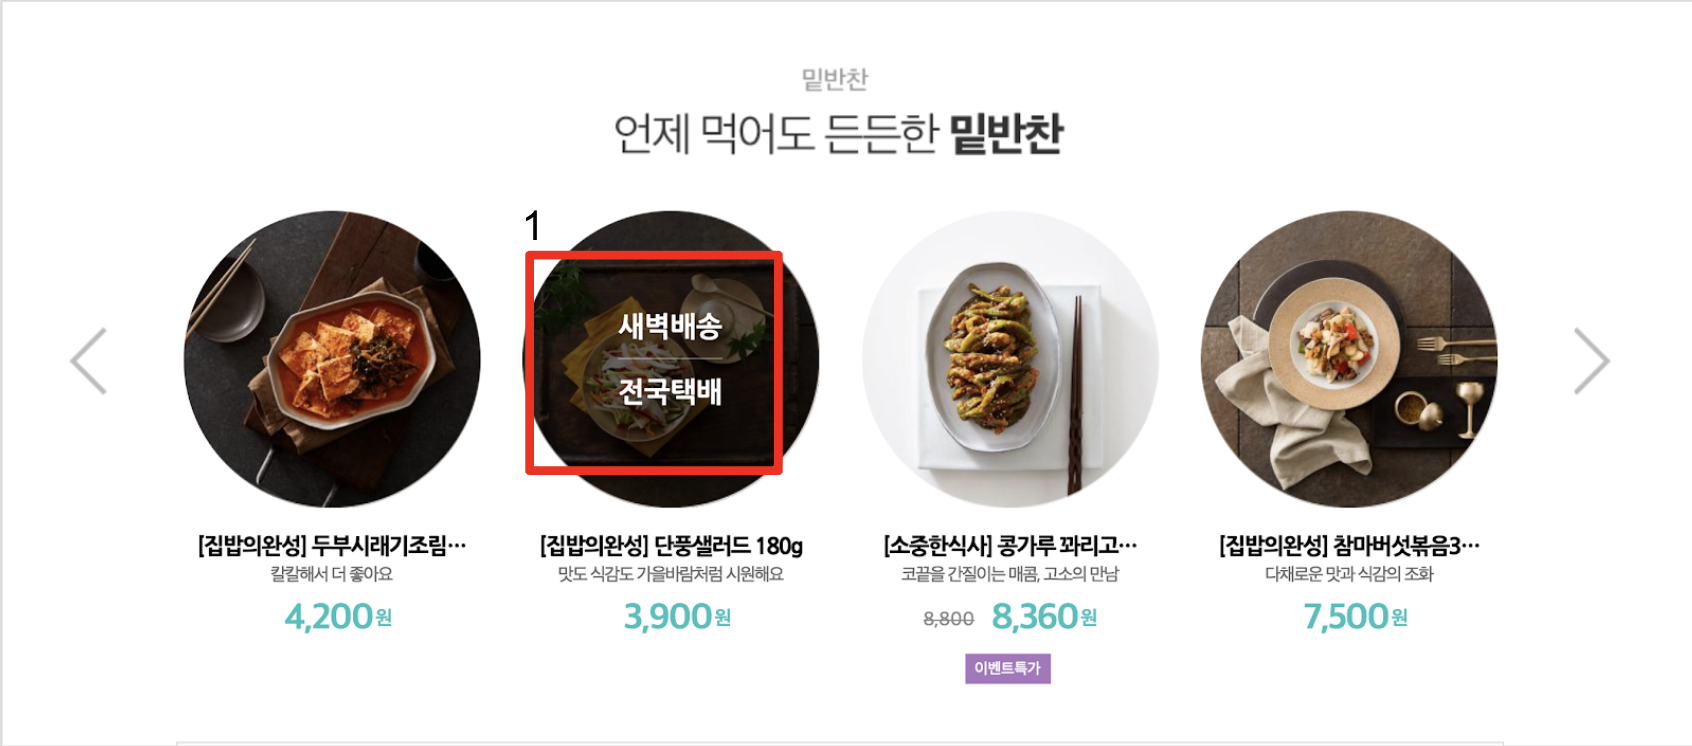 밑반찬
언제 먹어도 든든한 밑반찬
1
새벽배송
전국택배
[집밥의완성] 두부시래기조림…
칼칼해서 더 좋아요
4,200원
[집밥의완성] 단풍샐러드 180g
맛도 식감도 가을바람처럼 시원해요
3,900원
[소중한식사] 콩가루 꽈리고…
코끝을 간질이는 매콤, 고소의 만남
8,800 8,360원
이벤트특가
[집밥의완성] 참마버섯볶음3…
다채로운 맛과 식감의 조화
7,500원